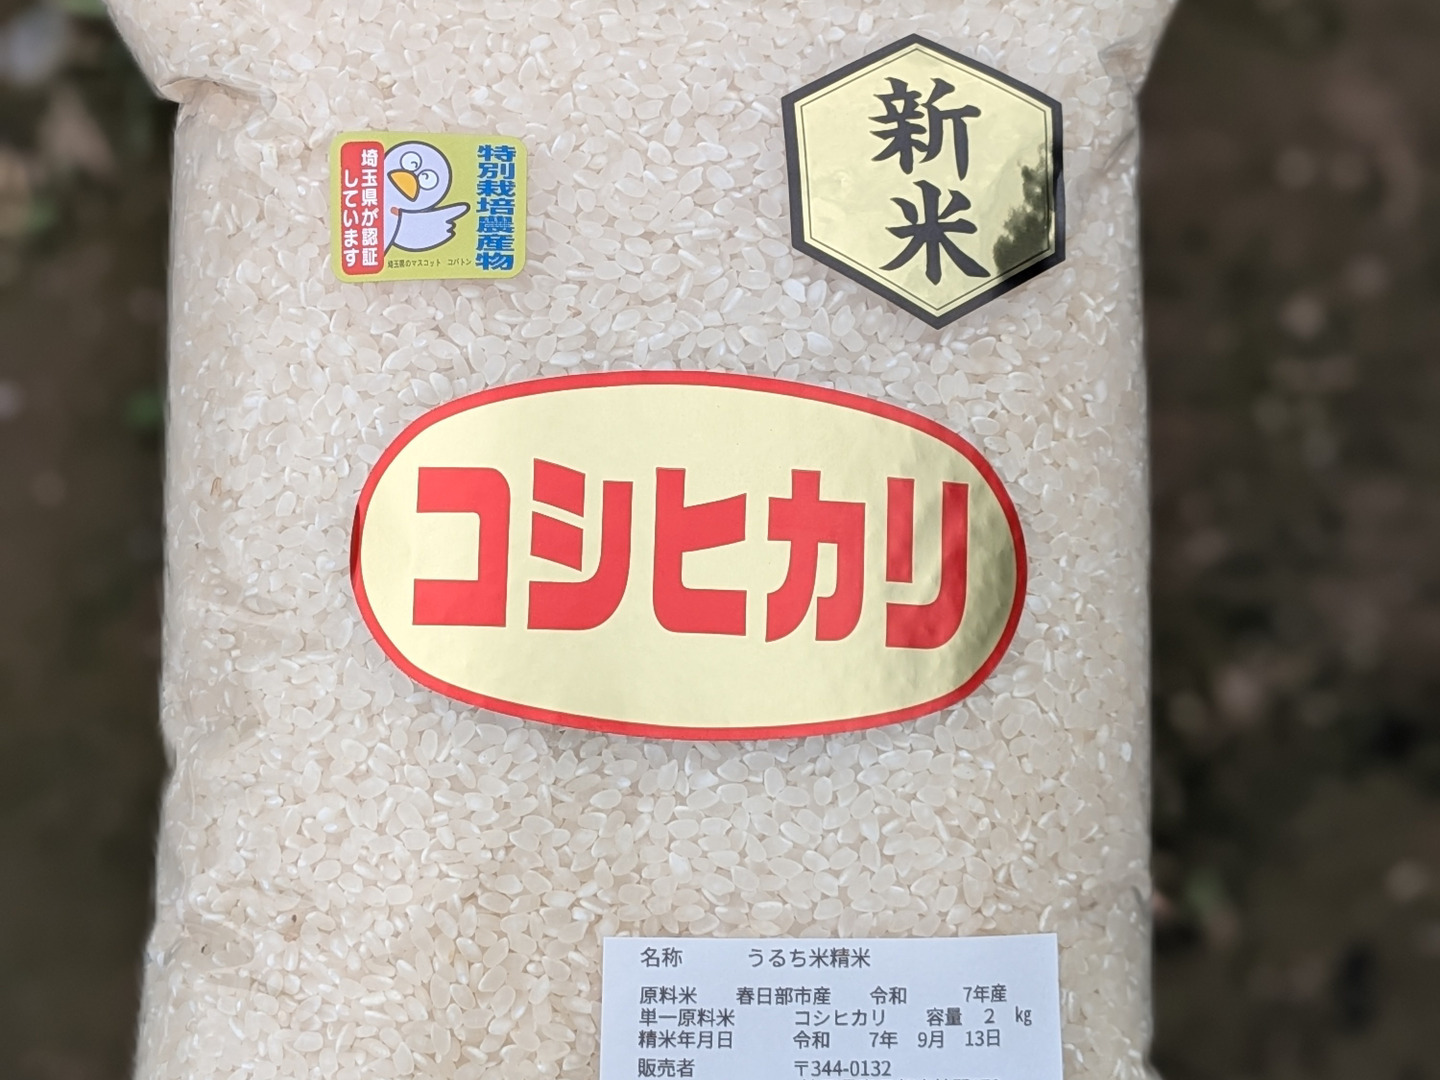 新米
特別栽培農産物
埼玉県が認証
しています
埼玉県のマスコット コバトン
コシヒカリ
名称 うるち米精米
原料米 春日部市産 令和 7年産
単一原料米 コシヒカリ 容量 2 kg
精米年月日 令和 7年 9月 13日
販売者 〒344-0132